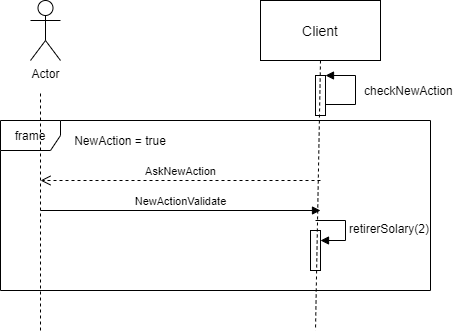 Client
Actor
checkNewAction
frame
NewAction = true
AskNewAction
NewActionValidate
retirerSolary(2)